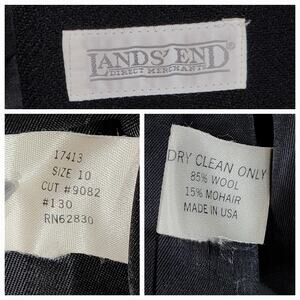 LANDS' END
DIRECT MERCHANT
17413
SIZE 10
CUT #9082
#130
RN62830
DRY CLEAN ONLY
85% WOOL
15% MOHAIR
MADE IN USA